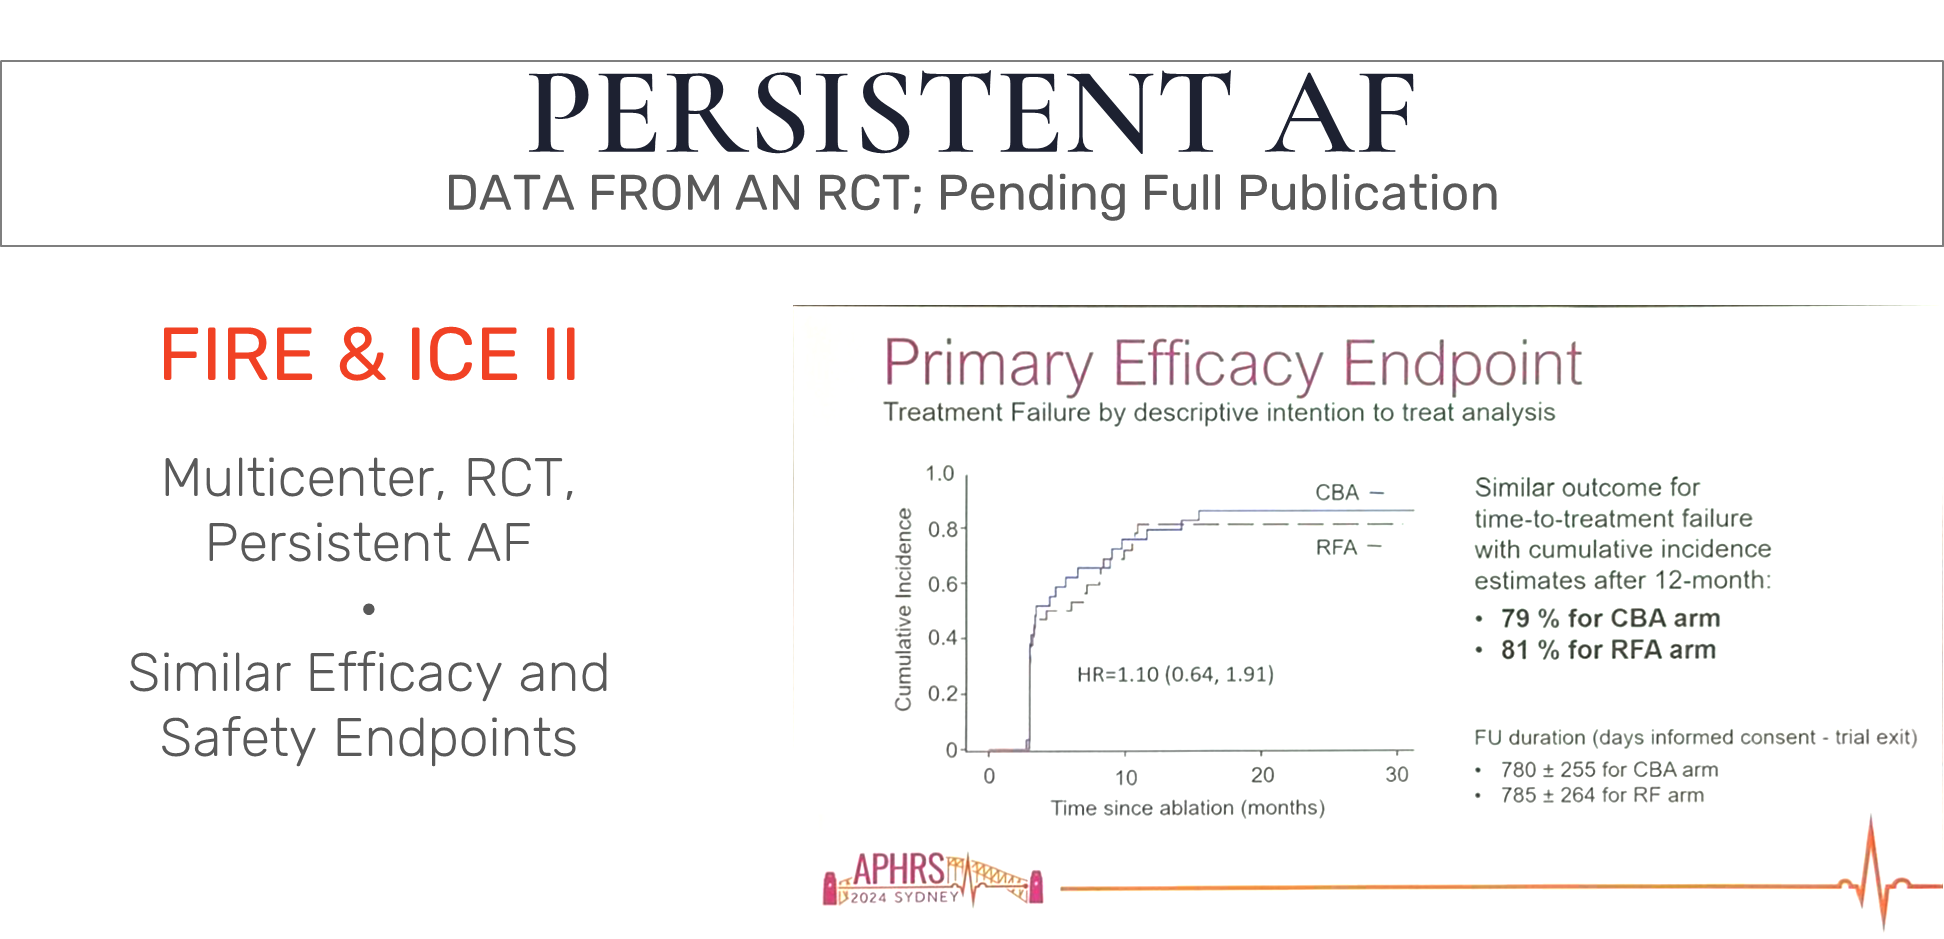 PERSISTENT AF
DATA FROM AN RCT; Pending Full Publication
FIRE & ICE II
Multicenter, RCT,
Persistent AF
•
Similar Efficacy and
Safety Endpoints
Primary Efficacy Endpoint
Treatment Failure by descriptive intention to treat analysis
Cumulative Incidence
1.0
0.8
0.6
0.4
0.2
0
CBA
RFA
HR=1.10 (0.64, 1.91)
0 10 20 30
Time since ablation (months)
Similar outcome for
time-to-treatment failure
with cumulative incidence
estimates after 12-month:
• 79 % for CBA arm
• 81 % for RFA arm
FU duration (days informed consent - trial exit)
• 780 ± 255 for CBA arm
• 785 ± 264 for RF arm
APHRS
2024 SYDNEY